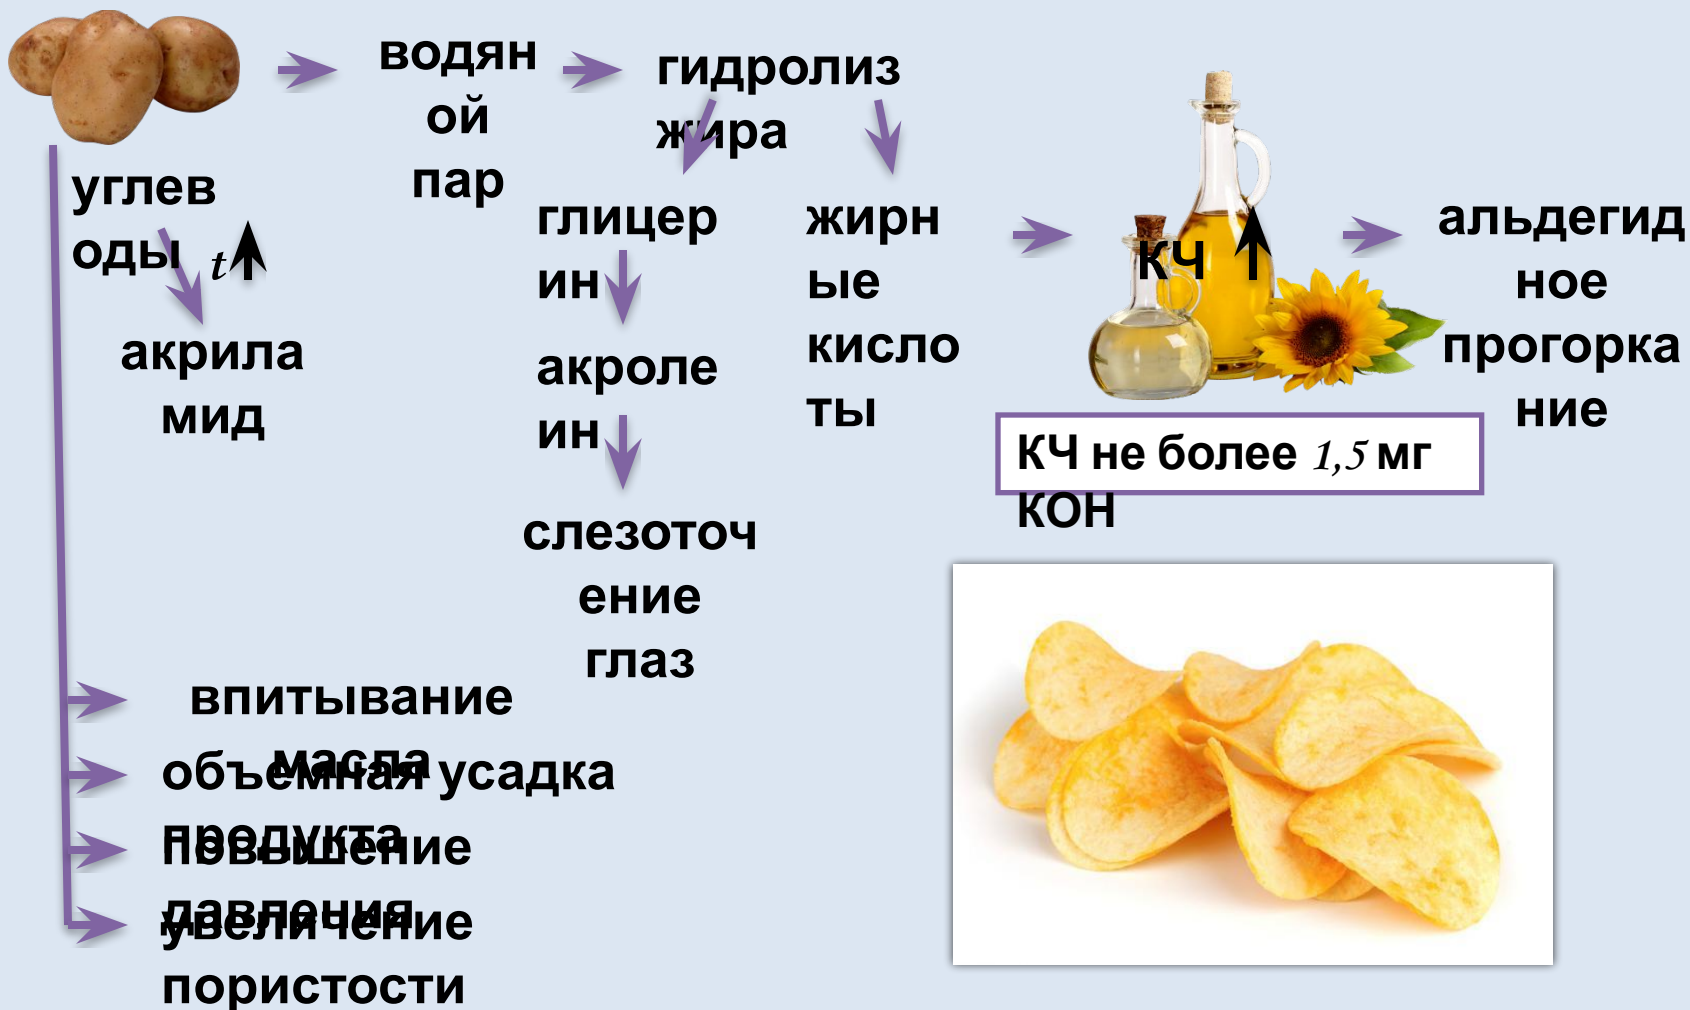 водян
ой
пар
гидролиз
жира
углев
оды
t
акрила
мид
глицер
ин
акроле
ин
слезоточ
ение
глаз
жирн
ые
кисло
ты
КЧ
альдегид
ное
прогорка
ние
КЧ не более 1,5 мг
КОН
впитывание
масла
объемная усадка
продукта
повышение
давления
увеличение
пористости